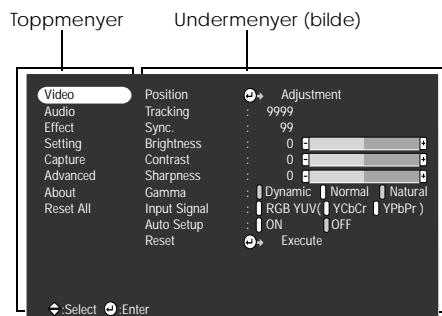 Toppmenyer Undermenyer (bilde)
Video Position Adjustment
Audio Tracking : 9999
Effect Sync. : 99
Setting Brightness : 0 - +
Capture Contrast : 0 - +
Advanced Sharpness : 0 - +
About Gamma : Dynamic Normal Natural
Reset All Input Signal : RGB YUV( YCbCr YPbPr )
Auto Setup : ON OFF
Reset Execute
:Select :Enter